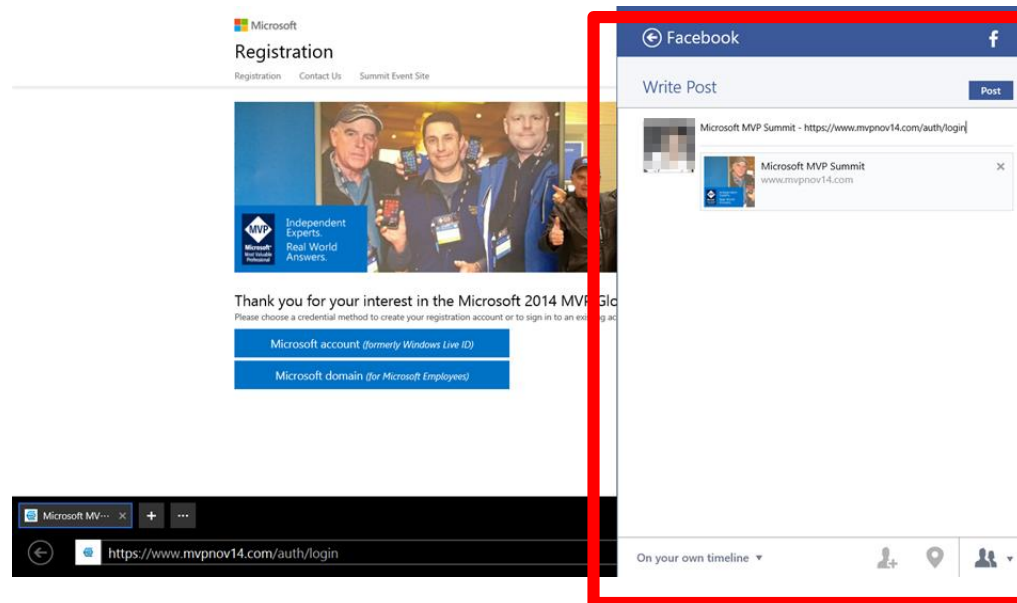 Microsoft
Registration
Registration Contact Us Summit Event Site
MVP
Microsoft®
Most Valuable
Professional
Independent
Experts.
Real World
Answers.
Thank you for your interest in the Microsoft 2014 MVP Glo
Please choose a credential method to create your registration account or to sign in to an existing ac
Microsoft account (formerly Windows Live ID)
Microsoft domain (for Microsoft Employees)
Microsoft MV...
https://www.mvpnov14.com/auth/login
Facebook
Write Post
Post
Microsoft MVP Summit - https://www.mvpnov14.com/auth/login
Microsoft MVP Summit
www.mvpnov14.com
On your own timeline